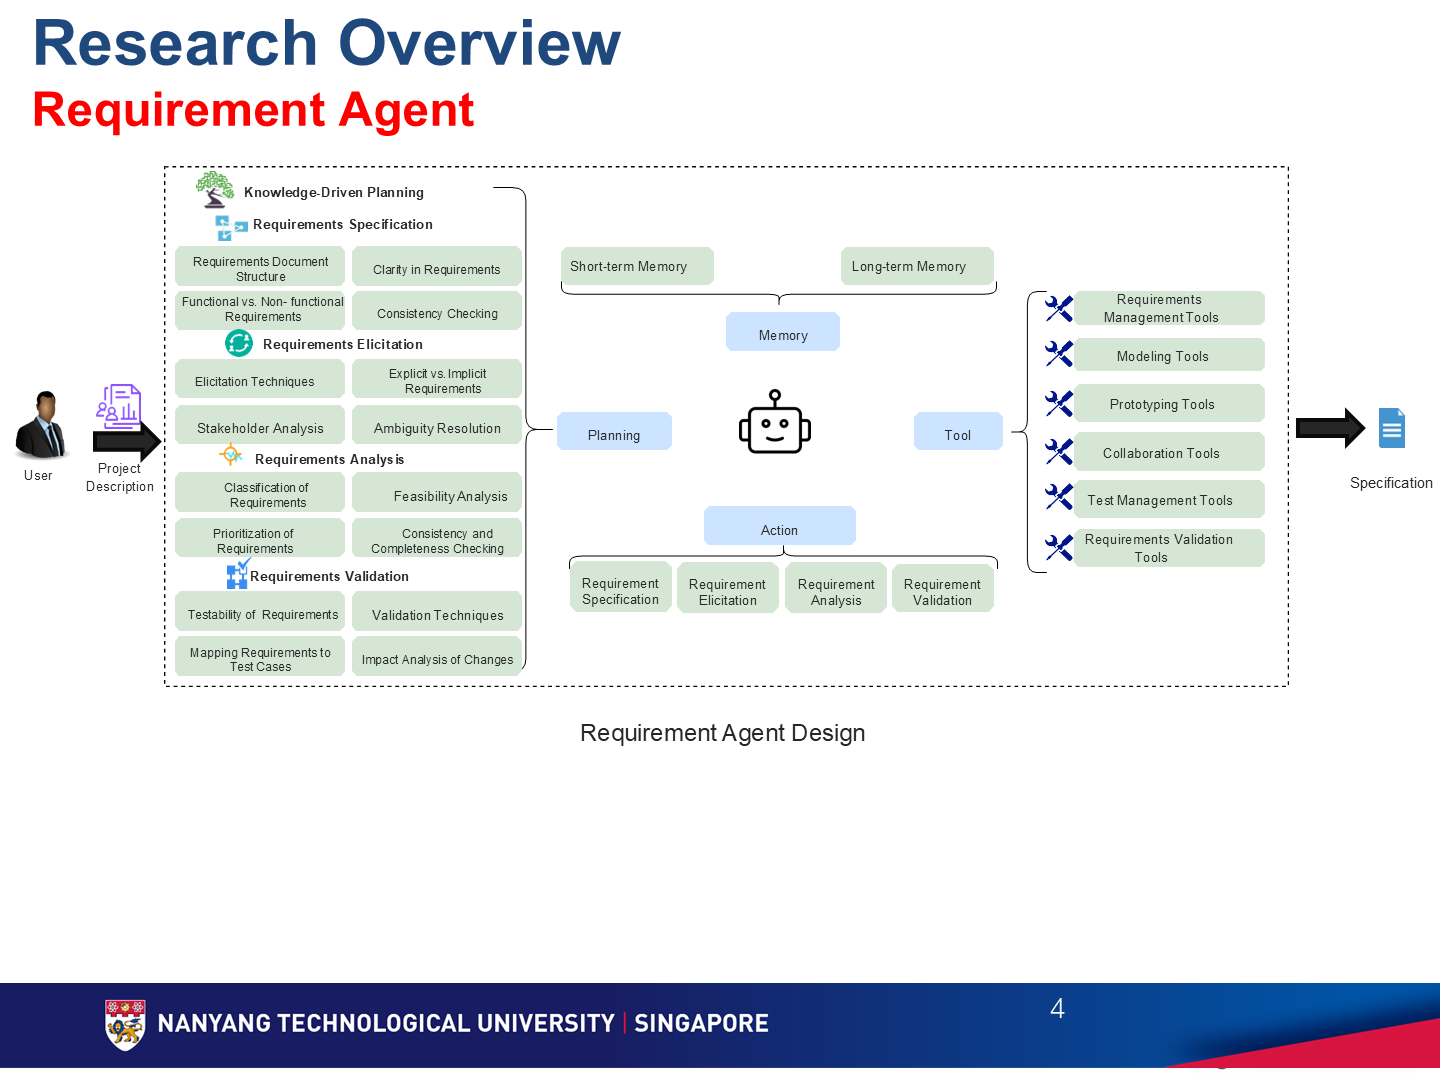 Research Overview
Requirement Agent
Knowledge-Driven Planning
Requirements Specification
Requirements Document
Structure
Clarity in Requirements
Functional vs. Non- functional
Requirements
Consistency Checking
Requirements Elicitation
Elicitation Techniques
Explicit vs. Implicit
Requirements
Stakeholder Analysis
Ambiguity Resolution
Requirements Analysis
Classification of
Requirements
Feasibility Analysis
Prioritization of
Requirements
Consistency and
Completeness Checking
Requirements Validation
Testability of Requirements
Validation Techniques
Mapping Requirements to
Test Cases
Impact Analysis of Changes
User
Project
Description
Short-term Memory
Long-term Memory
Memory
Planning
Tool
Action
Requirement
Specification
Requirement
Elicitation
Requirement
Analysis
Requirement
Validation
Requirements
Management Tools
Modeling Tools
Prototyping Tools
Collaboration Tools
Test Management Tools
Requirements Validation
Tools
Specification
Requirement Agent Design
4
NANYANG TECHNOLOGICAL UNIVERSITY | SINGAPORE